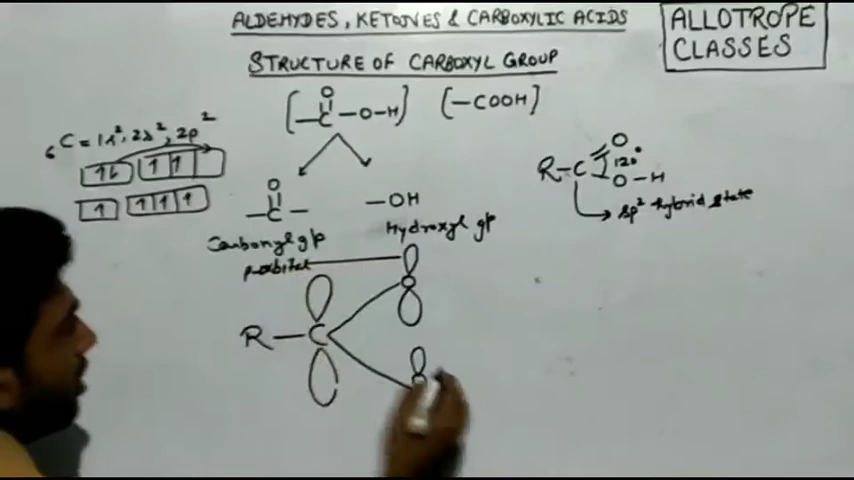 ALDEHYDES, KETONES & CARBOXYLIC ACIDS
ALLOTROPE
CLASSES
STRUCTURE OF CARBOXYL GROUP
O
[—C—O—H] [—COOH]
₆C = 1s², 2s², 2p²
O
R—C 120°
O—H
sp² hybrid state
O
—C— —OH
Carbonyl gp Hydroxyl gp
p-orbital
O
R—C
O